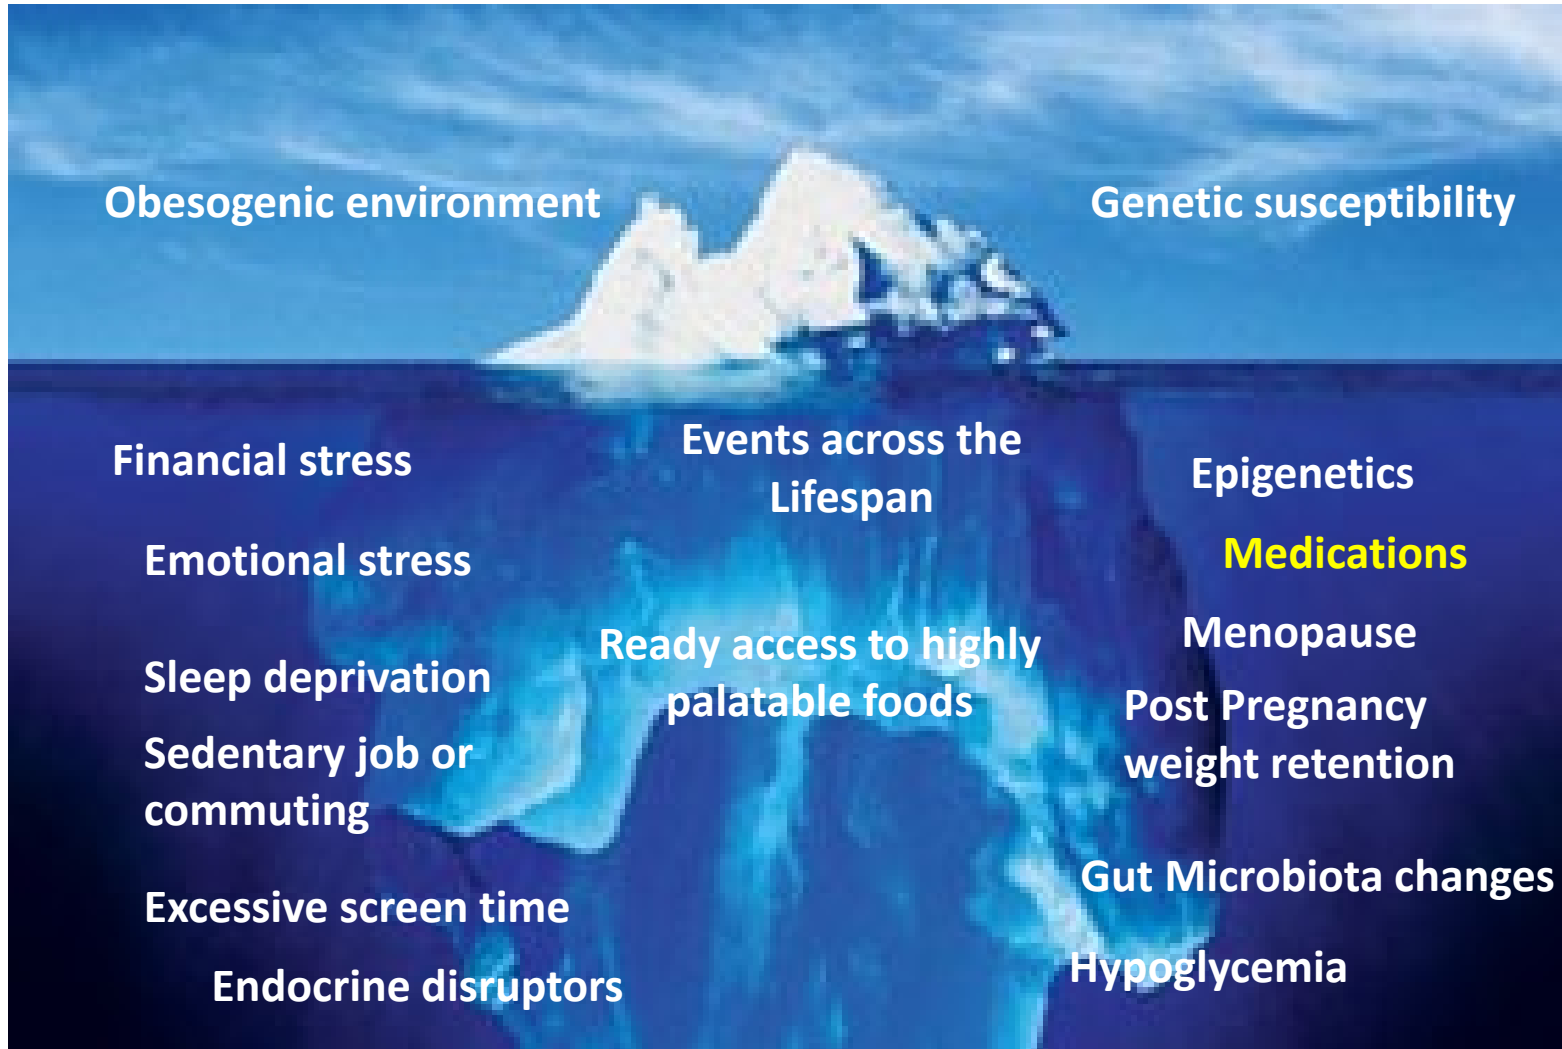 Obesogenic environment
Genetic susceptibility
Financial stress
Emotional stress
Sleep deprivation
Sedentary job or
commuting
Excessive screen time
Endocrine disruptors
Events across the
Lifespan
Ready access to highly
palatable foods
Epigenetics
Medications
Menopause
Post Pregnancy
weight retention
Gut Microbiota changes
Hypoglycemia